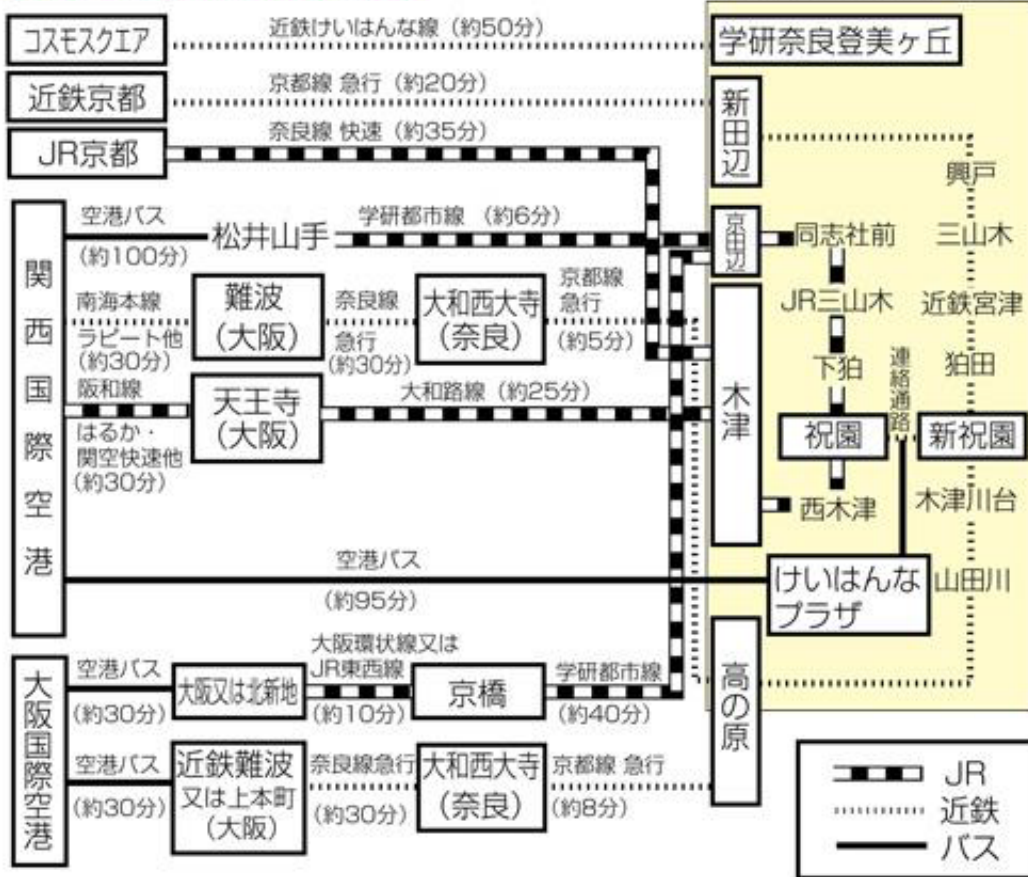 コスモスクエア
近鉄けいはんな線（約50分）
学研奈良登美ヶ丘
近鉄京都
京都線 急行（約20分）
新田辺
JR京都
奈良線 快速（約35分）
興戸
関西国際空港
空港バス
（約100分）
松井山手
学研都市線 （約6分）
京田辺
同志社前
三山木
南海本線
ラピート他
（約30分）
難波
（大阪）
奈良線
急行
（約30分）
大和西大寺
（奈良）
京都線
急行
（約5分）
JR三山木
近鉄宮津
木津
下狛
連絡通路
狛田
阪和線
はるか・
関空快速他
（約30分）
天王寺
（大阪）
大和路線（約25分）
祝園
新祝園
西木津
木津川台
空港バス
（約95分）
けいはんな
プラザ
山田川
大阪国際空港
空港バス
（約30分）
大阪又は北新地
大阪環状線又は
JR東西線
（約10分）
京橋
学研都市線
（約40分）
高の原
空港バス
（約30分）
近鉄難波
又は上本町
（大阪）
奈良線急行
（約30分）
大和西大寺
（奈良）
京都線 急行
（約8分）
JR
近鉄
バス